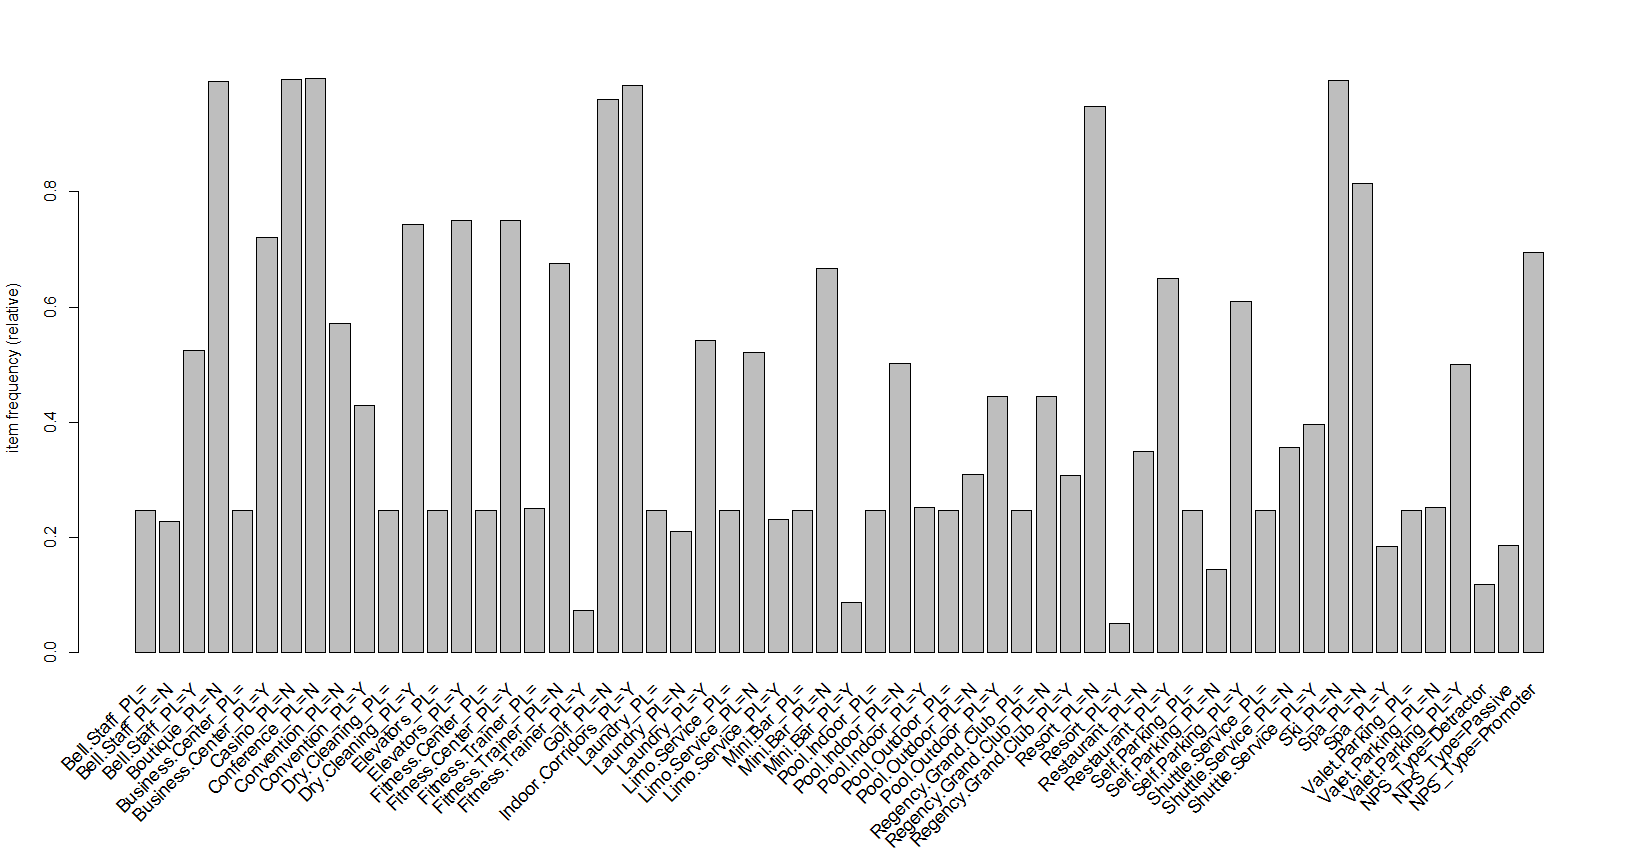 item frequency (relative)
0.0
0.2
0.4
0.6
0.8
Bell.Staff_PL=
Bell.Staff_PL=N
Bell.Staff_PL=Y
Boutique_PL=N
Business.Center_PL=
Business.Center_PL=Y
Casino_PL=N
Conference_PL=N
Convention_PL=N
Convention_PL=Y
Dry.Cleaning_PL=
Dry.Cleaning_PL=Y
Elevators_PL=
Elevators_PL=Y
Fitness.Center_PL=
Fitness.Center_PL=Y
Fitness.Trainer_PL=
Fitness.Trainer_PL=N
Fitness.Trainer_PL=Y
Golf_PL=N
Indoor.Corridors_PL=Y
Laundry_PL=
Laundry_PL=N
Laundry_PL=Y
Limo.Service_PL=
Limo.Service_PL=N
Limo.Service_PL=Y
Mini.Bar_PL=
Mini.Bar_PL=N
Mini.Bar_PL=Y
Pool.Indoor_PL=
Pool.Indoor_PL=N
Pool.Indoor_PL=Y
Pool.Outdoor_PL=
Pool.Outdoor_PL=N
Pool.Outdoor_PL=Y
Regency.Grand.Club_PL=
Regency.Grand.Club_PL=N
Regency.Grand.Club_PL=Y
Resort_PL=N
Resort_PL=Y
Restaurant_PL=N
Restaurant_PL=Y
Self.Parking_PL=
Self.Parking_PL=N
Self.Parking_PL=Y
Shuttle.Service_PL=
Shuttle.Service_PL=N
Shuttle.Service_PL=Y
Ski_PL=N
Spa_PL=N
Spa_PL=Y
Valet.Parking_PL=
Valet.Parking_PL=N
Valet.Parking_PL=Y
NPS_Type=Detractor
NPS_Type=Passive
NPS_Type=Promoter